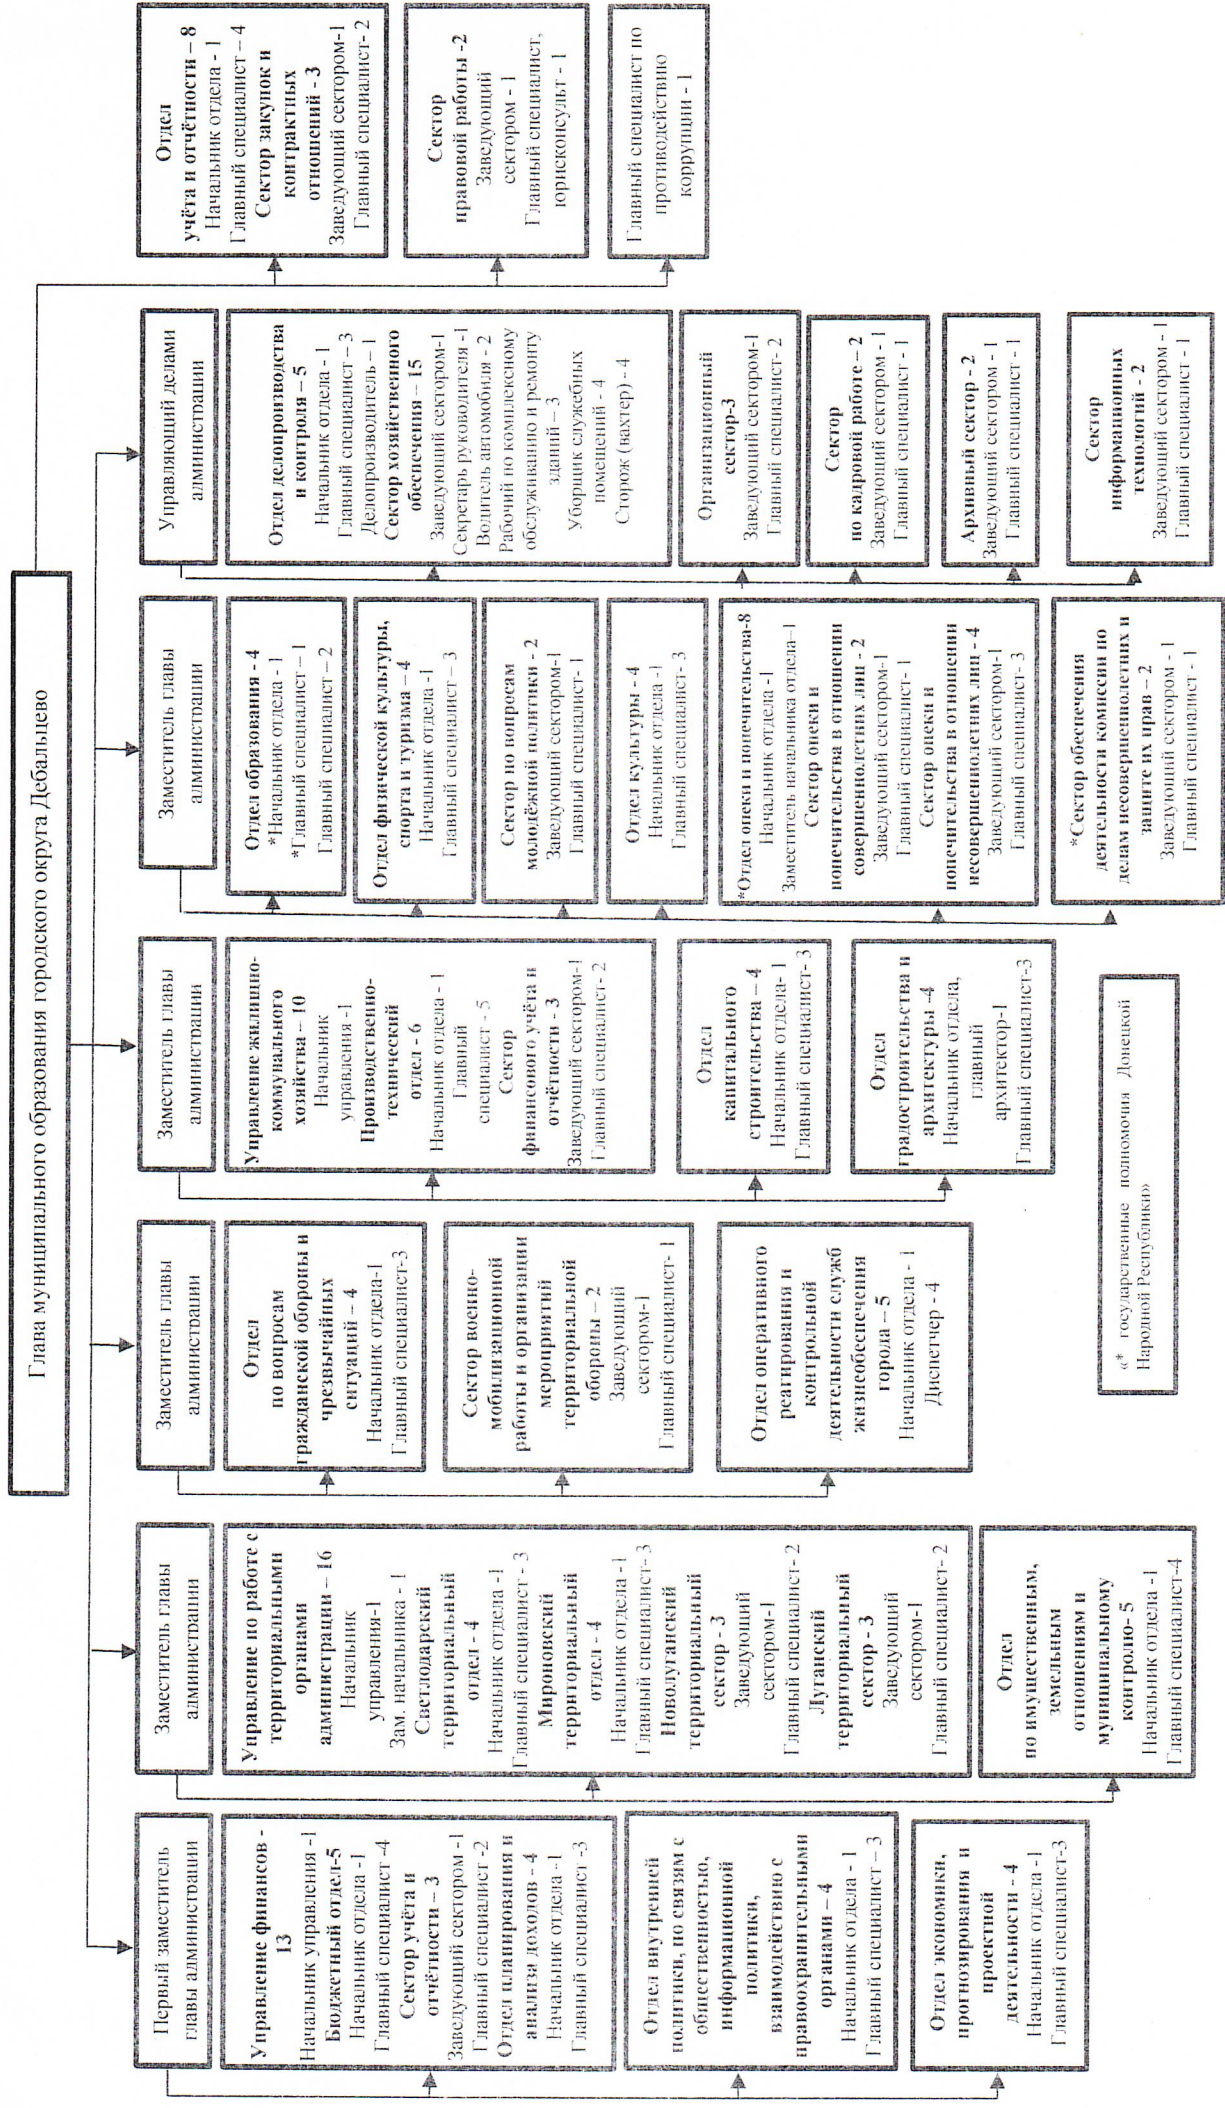 Глава муниципального образования городского округа Дебальцево
Первый заместитель
главы администрации
Управление финансов -
13
Начальник управления -1
Бюджетный отдел-5
Начальник отдела -1
Главный специалист -4
Сектор учёта и
отчётности – 3
Заведующий сектором -1
Главный специалист -2
Отдел планирования и
анализа доходов - 4
Начальник отдела -1
Главный специалист -3
Отдел внутренней
политики, по связям с
общественностью,
информационной
политики,
взаимодействию с
правоохранительными
органами – 4
Начальник отдела - 1
Главный специалист – 3
Отдел экономики,
прогнозирования и
проектной
деятельности - 4
Начальник отдела -1
Главный специалист-3
Заместитель главы
администрации
Управление по работе с
территориальными
органами
администрации – 16
Начальник
управления-1
Зам. начальника - 1
Светлодарский
территориальный
отдел - 4
Начальник отдела -1
Главный специалист - 3
Мироновский
территориальный
отдел - 4
Начальник отдела -1
Главный специалист- 3
Новолуганский
территориальный
сектор - 3
Заведующий
сектором-1
Главный специалист- 2
Луганский
территориальный
сектор - 3
Заведующий
сектором-1
Главный специалист- 2
Отдел
по имущественным,
земельным
отношениям и
муниципальному
контролю- 5
Начальник отдела -1
Главный специалист-4
Заместитель главы
администрации
Отдел
по вопросам
гражданской обороны и
чрезвычайных
ситуаций – 4
Начальник отдела-1
Главный специалист-3
Сектор военно-
мобилизационной
работы и организации
мероприятий
территориальной
обороны – 2
Заведующий
сектором-1
Главный специалист- 1
Отдел оперативного
реагирования и
контрольной
деятельности служб
жизнеобеспечения
города – 5
Начальник отдела - 1
Диспетчер - 4
Заместитель главы
администрации
Управление жилищно-
коммунального
хозяйства – 10
Начальник
управления -1
Производственно-
технический
отдел - 6
Начальник отдела -1
Главный
специалист - 5
Сектор
финансового учёта и
отчётности - 3
Заведующий сектором-1
Главный специалист-2
Отдел
капитального
строительства – 4
Начальник отдела- 1
Главный специалист- 3
Отдел
градостроительства и
архитектуры -4
Начальник отдела,
главный
архитектор-1
Главный специалист-3
Заместитель главы
администрации
Отдел образования - 4
*Начальник отдела -1
*Главный специалист – 1
Главный специалист – 2
Отдел физической культуры,
спорта и туризма – 4
Начальник отдела -1
Главный специалист – 3
Сектор по вопросам
молодёжной политики - 2
Заведующий сектором-1
Главный специалист- 1
Отдел культуры - 4
Начальник отдела -1
Главный специалист-3
*Отдел опеки и попечительства-8
Начальник отдела -1
Заместитель начальника отдела–1
Сектор опеки и
попечительства в отношении
совершеннолетних лиц - 2
Заведующий сектором-1
Главный специалист- 1
Сектор опеки и
попечительства в отношении
несовершеннолетних лиц - 4
Заведующий сектором-1
Главный специалист- 3
*Сектор обеспечения
деятельности комиссии по
делам несовершеннолетних и
защите их прав – 2
Заведующий сектором - 1
Главный специалист - 1
Управляющий делами
администрации
Отдел делопроизводства
и контроля – 5
Начальник отдела - 1
Главный специалист – 3
Делопроизводитель – 1
Сектор хозяйственного
обеспечения – 15
Заведующий сектором-1
Секретарь руководителя -1
Водитель автомобиля - 2
Рабочий по комплексному
обслуживанию и ремонту
зданий – 3
Уборщик служебных
помещений - 4
Сторож (вахтер) - 4
Организационный
сектор-3
Заведующий сектором-1
Главный специалист- 2
Сектор
по кадровой работе – 2
Заведующий сектором - 1
Главный специалист - 1
Архивный сектор - 2
Заведующий сектором - 1
Главный специалист - 1
Сектор
информационных
технологий - 2
Заведующий сектором - 1
Главный специалист - 1
Отдел
учёта и отчётности – 8
Начальник отдела - 1
Главный специалист – 4
Сектор закупок и
контрактных
отношений - 3
Заведующий сектором-1
Главный специалист- 2
Сектор
правовой работы -2
Заведующий
сектором - 1
Главный специалист,
юрисконсульт - 1
Главный специалист по
противодействию
коррупции - 1
«* государственные полномочия Донецкой
Народной Республики»